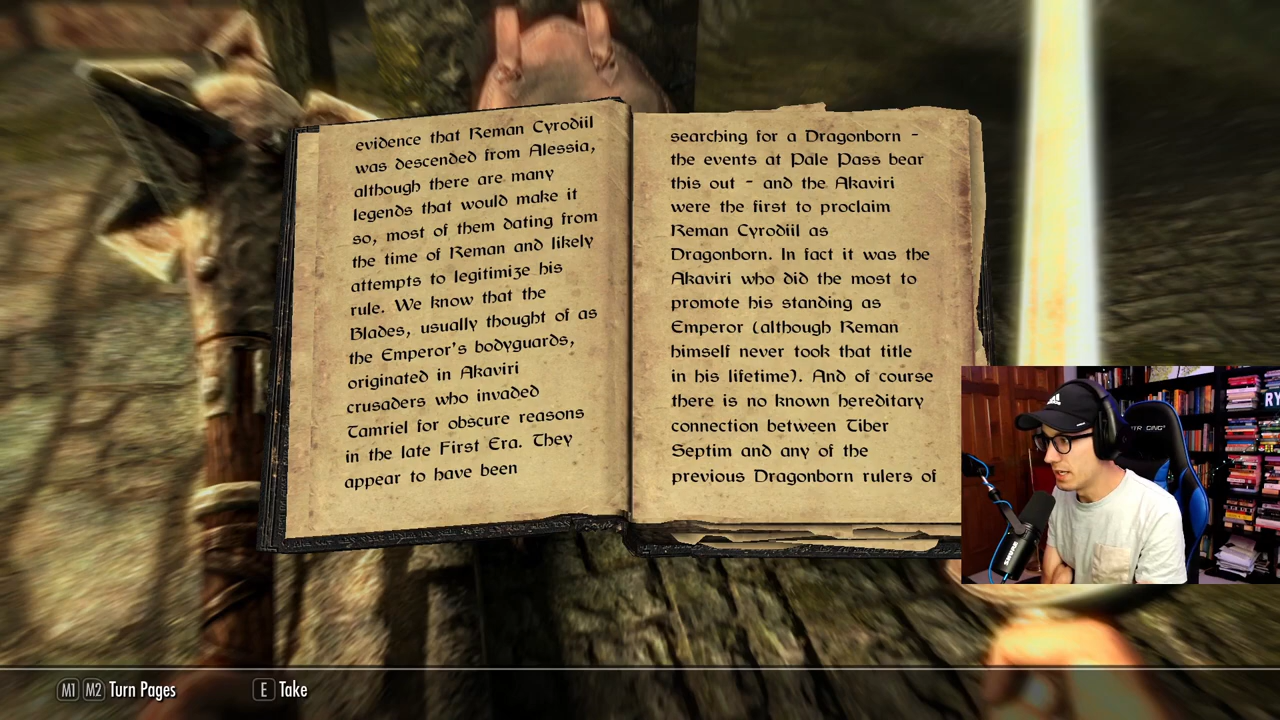 evidence that Reman Cyrodiil
was descended from Alessia,
although there are many
legends that would make it
so, most of them dating from
the time of Reman and likely
attempts to legitimize his
rule. We know that the
Blades, usually thought of as
the Emperor's bodyguards,
originated in Akaviri
crusaders who invaded
Tamriel for obscure reasons
in the late First Era. They
appear to have been
searching for a Dragonborn -
the events at Pale Pass bear
this out - and the Akaviri
were the first to proclaim
Reman Cyrodiil as
Dragonborn. In fact it was the
Akaviri who did the most to
promote his standing as
Emperor (although Reman
himself never took that title
in his lifetime). And of course
there is no known hereditary
connection between Tiber
Septim and any of the
previous Dragonborn rulers of
M1 M2 Turn Pages
E Take